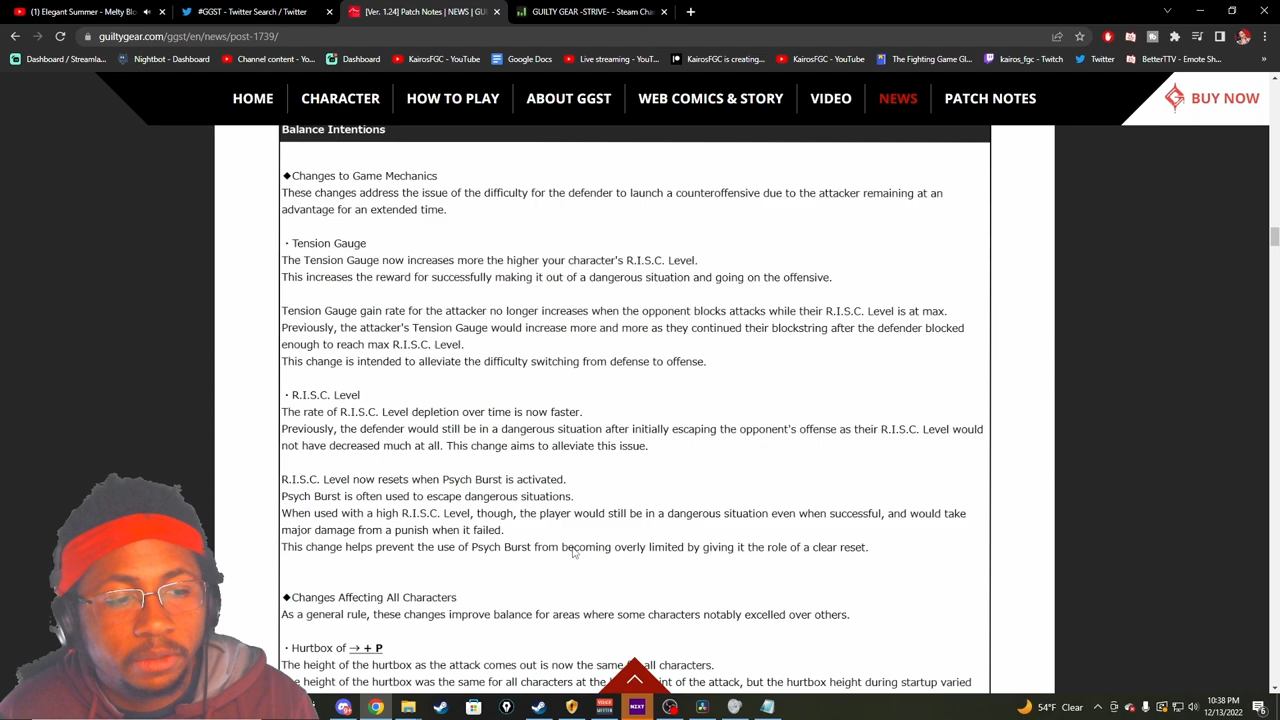 (1) Elegant Summer - Melty Blo
#GGST - Twitter Search / Twitter
[Ver. 1.24] Patch Notes | NEWS | GUI
GUILTY GEAR -STRIVE- - Steam Cha
guiltygear.com/ggst/en/news/post-1739/
Dashboard / Streamla...
Nightbot - Dashboard
Channel content - Yo...
Dashboard
KairosFGC - YouTube
Google Docs
Live streaming - YouT...
KairosFGC is creating...
KairosFGC - YouTube
The Fighting Game Gl...
kairos_fgc - Twitch
Twitter
BetterTTV - Emote Sh...
HOME
CHARACTER
HOW TO PLAY
ABOUT GGST
WEB COMICS & STORY
VIDEO
NEWS
PATCH NOTES
BUY NOW
Balance Intentions
◆Changes to Game Mechanics
These changes address the issue of the difficulty for the defender to launch a counteroffensive due to the attacker remaining at an
advantage for an extended time.
・Tension Gauge
The Tension Gauge now increases more the higher your character's R.I.S.C. Level.
This increases the reward for successfully making it out of a dangerous situation and going on the offensive.
Tension Gauge gain rate for the attacker no longer increases when the opponent blocks attacks while their R.I.S.C. Level is at max.
Previously, the attacker's Tension Gauge would increase more and more as they continued their blockstring after the defender blocked
enough to reach max R.I.S.C. Level.
This change is intended to alleviate the difficulty switching from defense to offense.
・R.I.S.C. Level
The rate of R.I.S.C. Level depletion over time is now faster.
Previously, the defender would still be in a dangerous situation after initially escaping the opponent's offense as their R.I.S.C. Level would
not have decreased much at all. This change aims to alleviate this issue.
R.I.S.C. Level now resets when Psych Burst is activated.
Psych Burst is often used to escape dangerous situations.
When used with a high R.I.S.C. Level, though, the player would still be in a dangerous situation even when successful, and would take
major damage from a punish when it failed.
This change helps prevent the use of Psych Burst from becoming overly limited by giving it the role of a clear reset.
◆Changes Affecting All Characters
As a general rule, these changes improve balance for areas where some characters notably excelled over others.
・Hurtbox of → + P
The height of the hurtbox as the attack comes out is now the same for all characters.
he height of the hurtbox was the same for all characters at the int of the attack, but the hurtbox height during startup varied
NZXT
54°F Clear
10:38 PM
12/13/2022